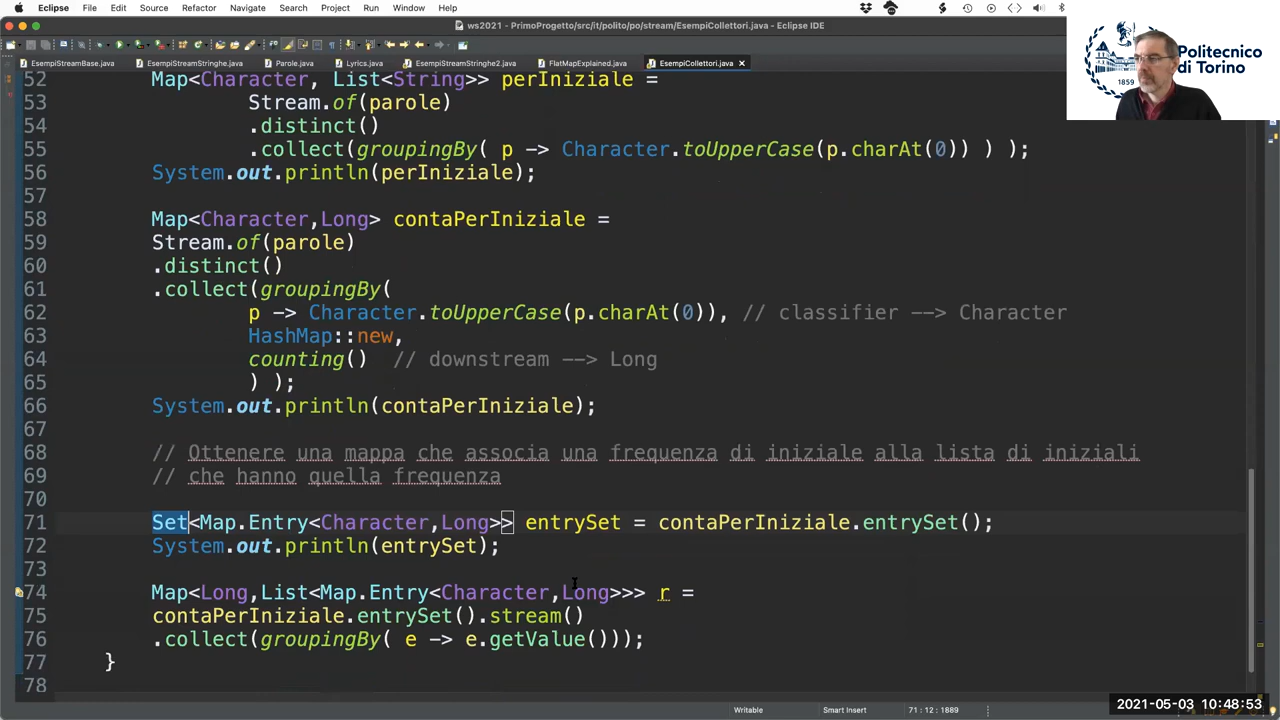 Eclipse File Edit Source Refactor Navigate Search Project Run Window Help
ws2021 - PrimoProgetto/src/it/polito/po/stream/EsempiCollettori.java - Eclipse IDE
EsempiStreamBase.java EsempiStreamStringhe.java Parole.java Lyrics.java EsempiStreamStringhe2.java FlatMapExplained.java EsempiCollettori.java
Politecnico
di Torino
1859
52 Map<Character, List<String>> perIniziale =
53 Stream.of(parole)
54 .distinct()
55 .collect(groupingBy( p -> Character.toUpperCase(p.charAt(0)) ) );
56 System.out.println(perIniziale);
57
58 Map<Character,Long> contaPerIniziale =
59 Stream.of(parole)
60 .distinct()
61 .collect(groupingBy(
62 p -> Character.toUpperCase(p.charAt(0)), // classifier --> Character
63 HashMap::new,
64 counting() // downstream --> Long
65 ) );
66 System.out.println(contaPerIniziale);
67
68 // Ottenere una mappa che associa una frequenza di iniziale alla lista di iniziali
69 // che hanno quella frequenza
70
71 Set<Map.Entry<Character,Long>> entrySet = contaPerIniziale.entrySet();
72 System.out.println(entrySet);
73
74 Map<Long,List<Map.Entry<Character,Long>>> r =
75 contaPerIniziale.entrySet().stream()
76 .collect(groupingBy( e -> e.getValue()));
77 }
78
Writable Smart Insert 71 : 12 : 1889
2021-05-03 10:48:53